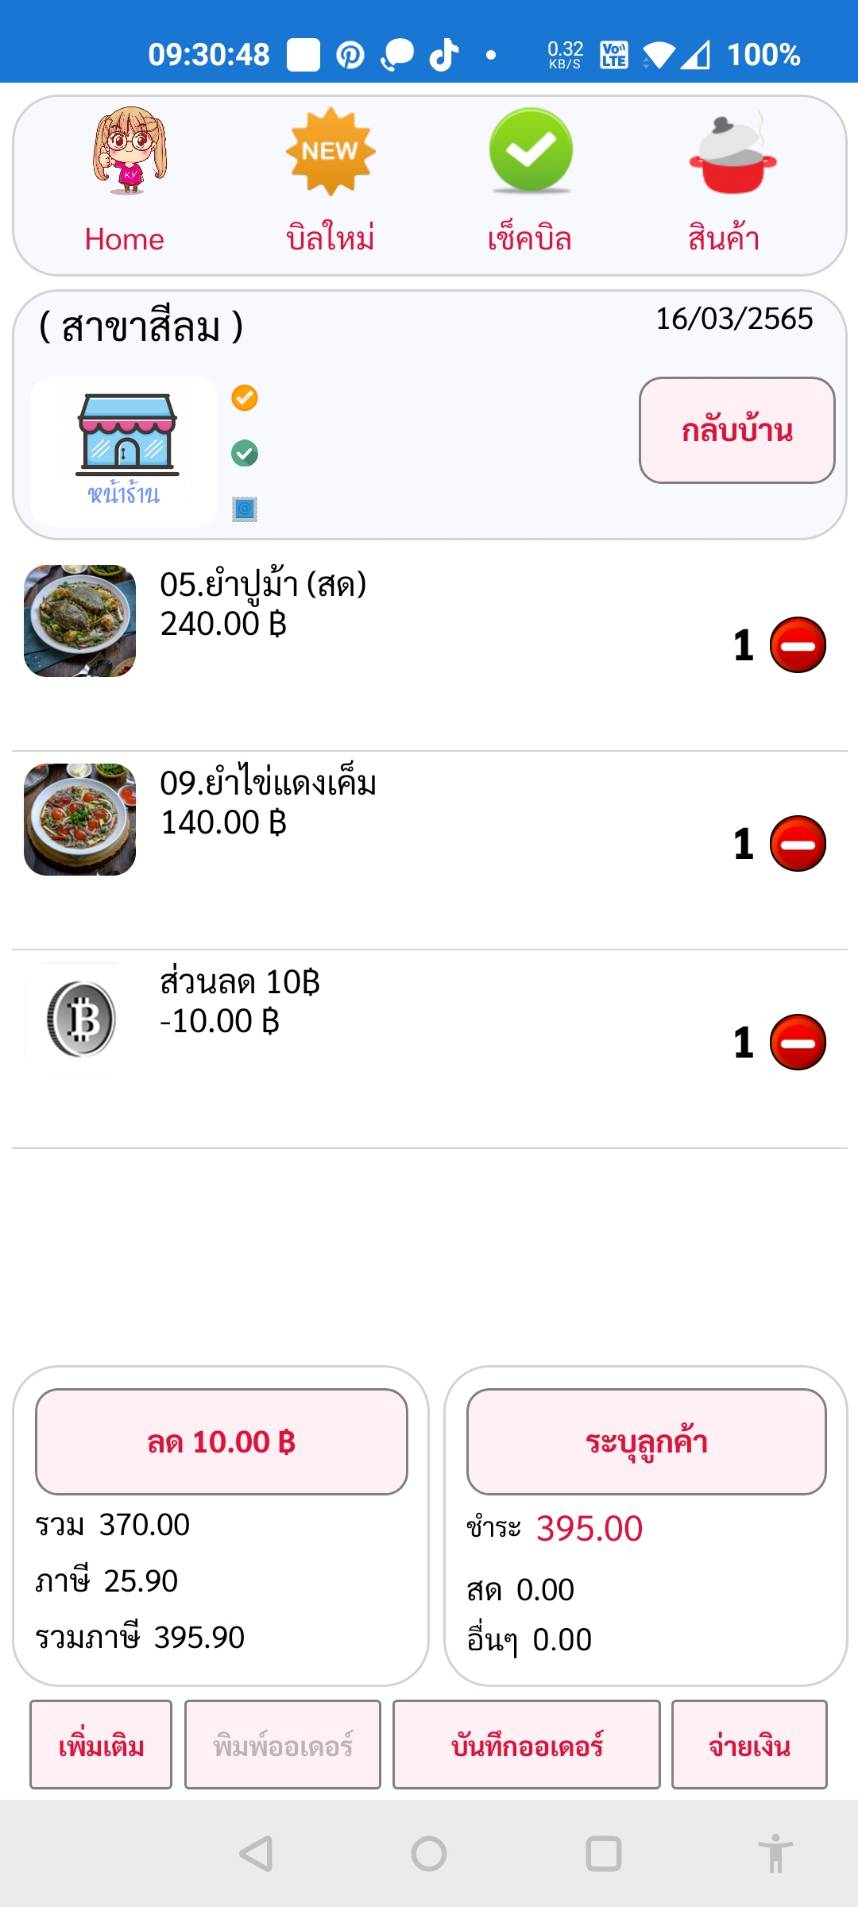 09:30:48 0.32 KB/S VoLTE 100%
KY NEW
Home บิลใหม่ เช็คบิล สินค้า
( สาขาสีลม ) 16/03/2565
กลับบ้าน
หน้าร้าน
05.ยำปูม้า (สด)
240.00 ฿
1
09.ยำไข่แดงเค็ม
140.00 ฿
1
ส่วนลด 10฿
-10.00 ฿
1
ลด 10.00 ฿
รวม 370.00
ภาษี 25.90
รวมภาษี 395.90
ระบุลูกค้า
ชำระ 395.00
สด 0.00
อื่นๆ 0.00
เพิ่มเติม พิมพ์ออเดอร์ บันทึกออเดอร์ จ่ายเงิน